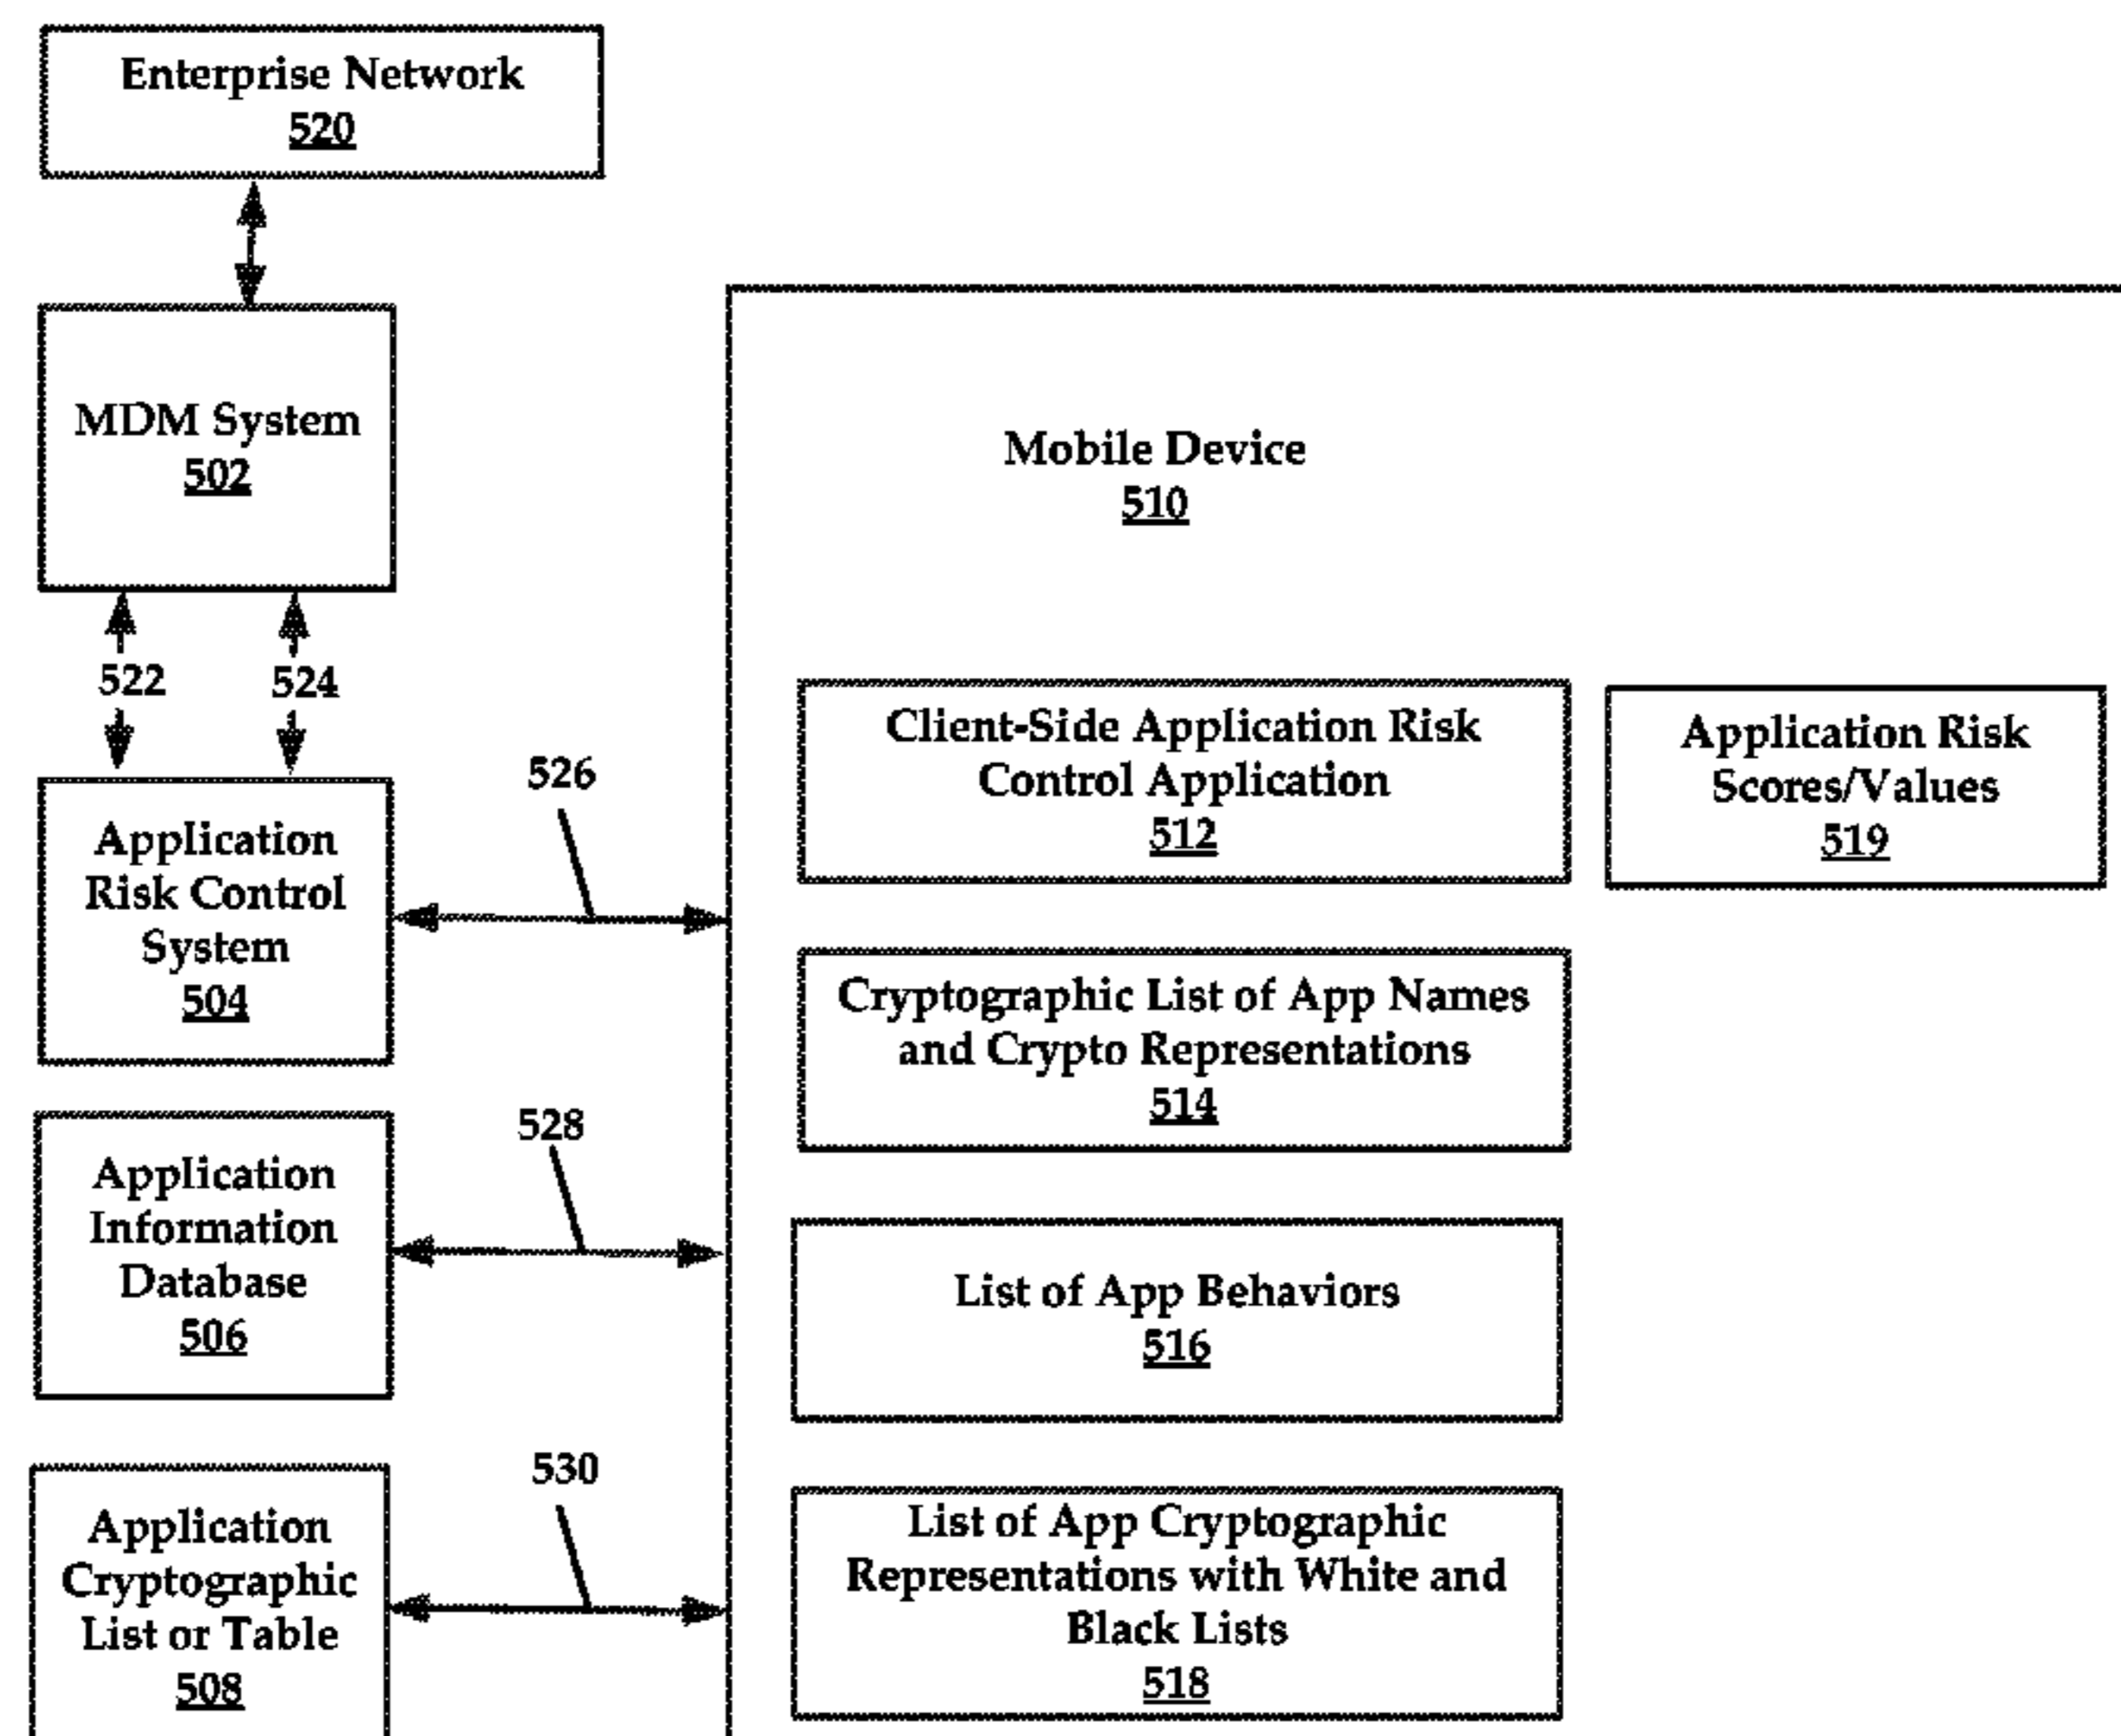 Enterprise Network
520
MDM System
502
522
524
Application
Risk Control
System
504
526
Application
Information
Database
506
528
Application
Cryptographic
List or Table
508
530
Mobile Device
510
Client-Side Application Risk
Control Application
512
Application Risk
Scores/Values
519
Cryptographic List of App Names
and Crypto Representations
514
List of App Behaviors
516
List of App Cryptographic
Representations with White and
Black Lists
518